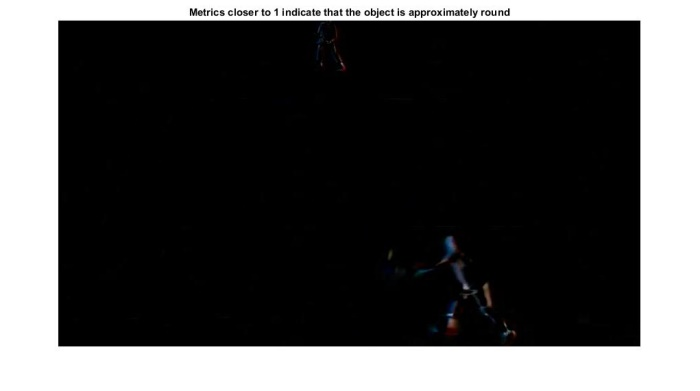 Metrics closer to 1 indicate that the object is approximately round